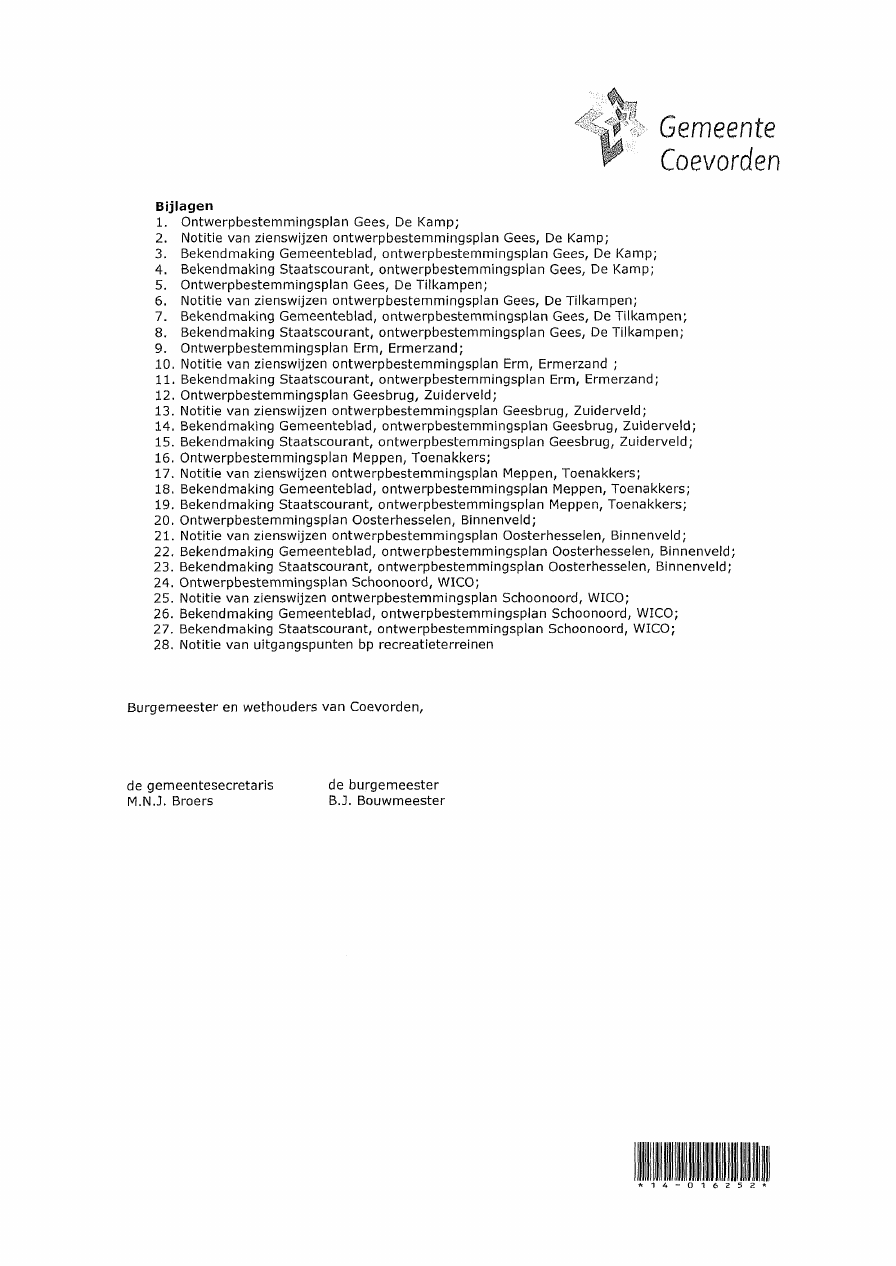 Gemeente
Coevorden
Bijlagen
1. Ontwerpbestemmingsplan Gees, De Kamp;
2. Notitie van zienswijzen ontwerpbestemmingsplan Gees, De Kamp;
3. Bekendmaking Gemeenteblad, ontwerpbestemmingsplan Gees, De Kamp;
4. Bekendmaking Staatscourant, ontwerpbestemmingsplan Gees, De Kamp;
5. Ontwerpbestemmingsplan Gees, De Tilkampen;
6. Notitie van zienswijzen ontwerpbestemmingsplan Gees, De Tilkampen;
7. Bekendmaking Gemeenteblad, ontwerpbestemmingsplan Gees, De Tilkampen;
8. Bekendmaking Staatscourant, ontwerpbestemmingsplan Gees, De Tilkampen;
9. Ontwerpbestemmingsplan Erm, Ermerzand;
10. Notitie van zienswijzen ontwerpbestemmingsplan Erm, Ermerzand ;
11. Bekendmaking Staatscourant, ontwerpbestemmingsplan Erm, Ermerzand;
12. Ontwerpbestemmingsplan Geesbrug, Zuiderveld;
13. Notitie van zienswijzen ontwerpbestemmingsplan Geesbrug, Zuiderveld;
14. Bekendmaking Gemeenteblad, ontwerpbestemmingsplan Geesbrug, Zuiderveld;
15. Bekendmaking Staatscourant, ontwerpbestemmingsplan Geesbrug, Zuiderveld;
16. Ontwerpbestemmingsplan Meppen, Toenakkers;
17. Notitie van zienswijzen ontwerpbestemmingsplan Meppen, Toenakkers;
18. Bekendmaking Gemeenteblad, ontwerpbestemmingsplan Meppen, Toenakkers;
19. Bekendmaking Staatscourant, ontwerpbestemmingsplan Meppen, Toenakkers;
20. Ontwerpbestemmingsplan Oosterhesselen, Binnenveld;
21. Notitie van zienswijzen ontwerpbestemmingsplan Oosterhesselen, Binnenveld;
22. Bekendmaking Gemeenteblad, ontwerpbestemmingsplan Oosterhesselen, Binnenveld;
23. Bekendmaking Staatscourant, ontwerpbestemmingsplan Oosterhesselen, Binnenveld;
24. Ontwerpbestemmingsplan Schoonoord, WICO;
25. Notitie van zienswijzen ontwerpbestemmingsplan Schoonoord, WICO;
26. Bekendmaking Gemeenteblad, ontwerpbestemmingsplan Schoonoord, WICO;
27. Bekendmaking Staatscourant, ontwerpbestemmingsplan Schoonoord, WICO;
28. Notitie van uitgangspunten bp recreatieterreinen
Burgemeester en wethouders van Coevorden,
de gemeentesecretaris de burgemeester
M.N.J. Broers B.J. Bouwmeester
*14-016252*